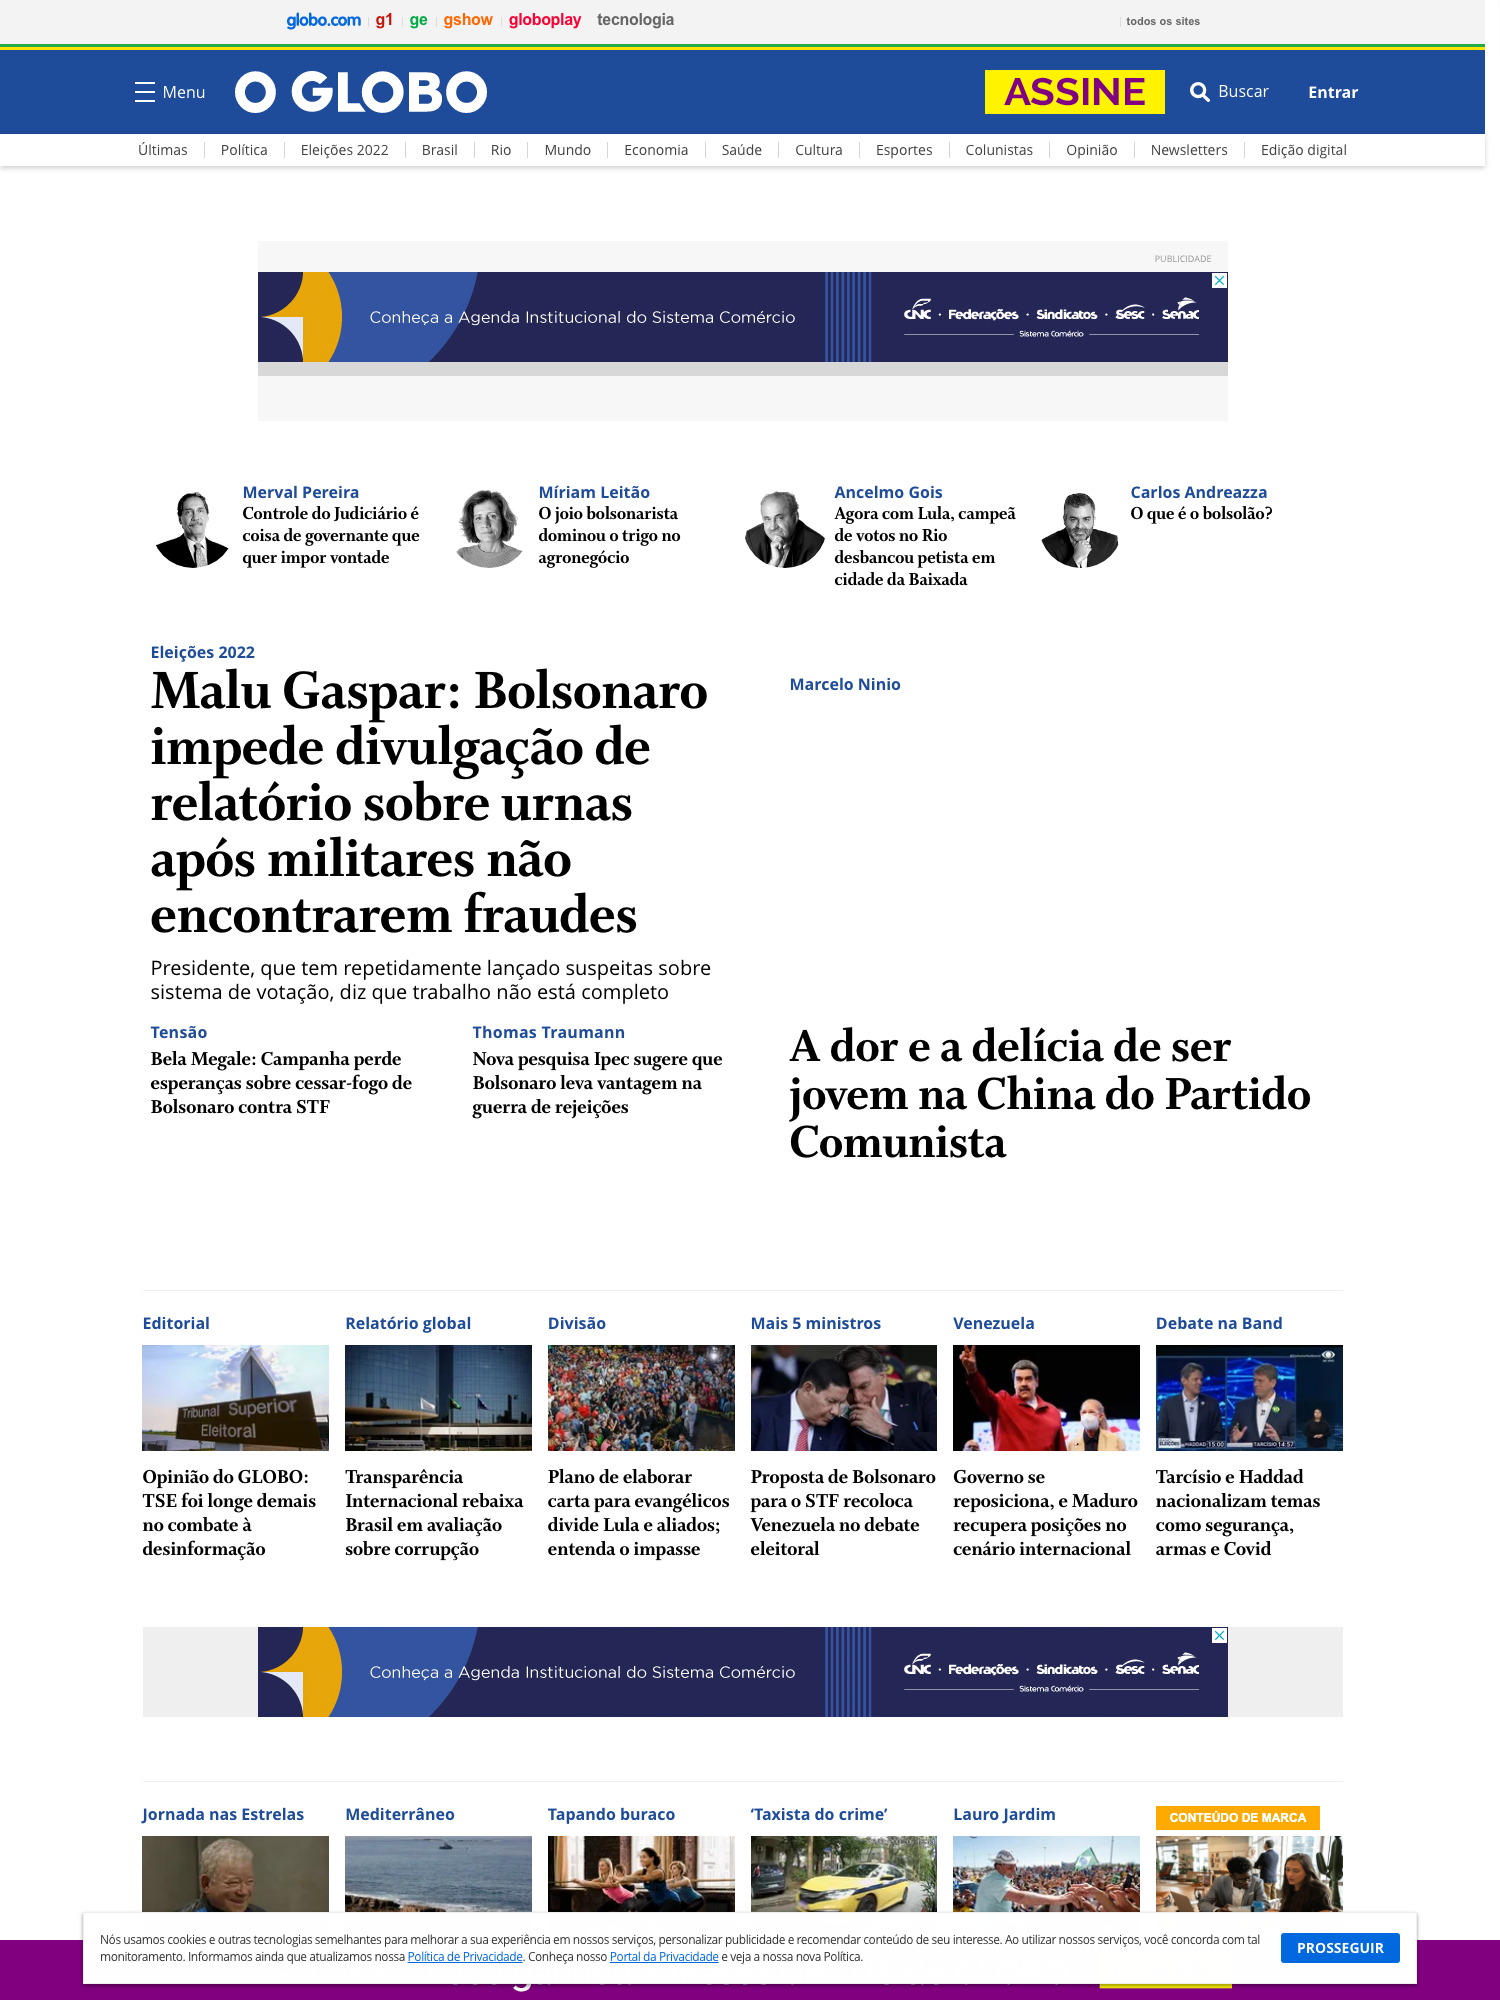 globo.com g1 ge gshow globoplay tecnologia todos os sites
Menu O GLOBO ASSINE Buscar Entrar
Últimas Política Eleições 2022 Brasil Rio Mundo Economia Saúde Cultura Esportes Colunistas Opinião Newsletters Edição digital
PUBLICIDADE
Conheça a Agenda Institucional do Sistema Comércio
CNC · Federações · Sindicatos · Sesc · Senac
Sistema Comércio
Merval Pereira
Controle do Judiciário é
coisa de governante que
quer impor vontade
Míriam Leitão
O joio bolsonarista
dominou o trigo no
agronegócio
Ancelmo Gois
Agora com Lula, campeã
de votos no Rio
desbancou petista em
cidade da Baixada
Carlos Andreazza
O que é o bolsolão?
Eleições 2022
Malu Gaspar: Bolsonaro
impede divulgação de
relatório sobre urnas
após militares não
encontrarem fraudes
Presidente, que tem repetidamente lançado suspeitas sobre
sistema de votação, diz que trabalho não está completo
Tensão
Bela Megale: Campanha perde
esperanças sobre cessar-fogo de
Bolsonaro contra STF
Thomas Traumann
Nova pesquisa Ipec sugere que
Bolsonaro leva vantagem na
guerra de rejeições
Marcelo Ninio
A dor e a delícia de ser
jovem na China do Partido
Comunista
Editorial
Tribunal Superior
Eleitoral
Opinião do GLOBO:
TSE foi longe demais
no combate à
desinformação
Relatório global
Transparência
Internacional rebaixa
Brasil em avaliação
sobre corrupção
Divisão
Plano de elaborar
carta para evangélicos
divide Lula e aliados;
entenda o impasse
Mais 5 ministros
Proposta de Bolsonaro
para o STF recoloca
Venezuela no debate
eleitoral
Venezuela
Governo se
reposiciona, e Maduro
recupera posições no
cenário internacional
Debate na Band
HADDAD 15:00 TARCÍSIO 14:57
Tarcísio e Haddad
nacionalizam temas
como segurança,
armas e Covid
Conheça a Agenda Institucional do Sistema Comércio
CNC · Federações · Sindicatos · Sesc · Senac
Sistema Comércio
Jornada nas Estrelas
Mediterrâneo
Tapando buraco
‘Taxista do crime’
Lauro Jardim
CONTEÚDO DE MARCA
Nós usamos cookies e outras tecnologias semelhantes para melhorar a sua experiência em nossos serviços, personalizar publicidade e recomendar conteúdo de seu interesse. Ao utilizar nossos serviços, você concorda com tal
monitoramento. Informamos ainda que atualizamos nossa Política de Privacidade. Conheça nosso Portal da Privacidade e veja a nossa nova Política.
PROSSEGUIR